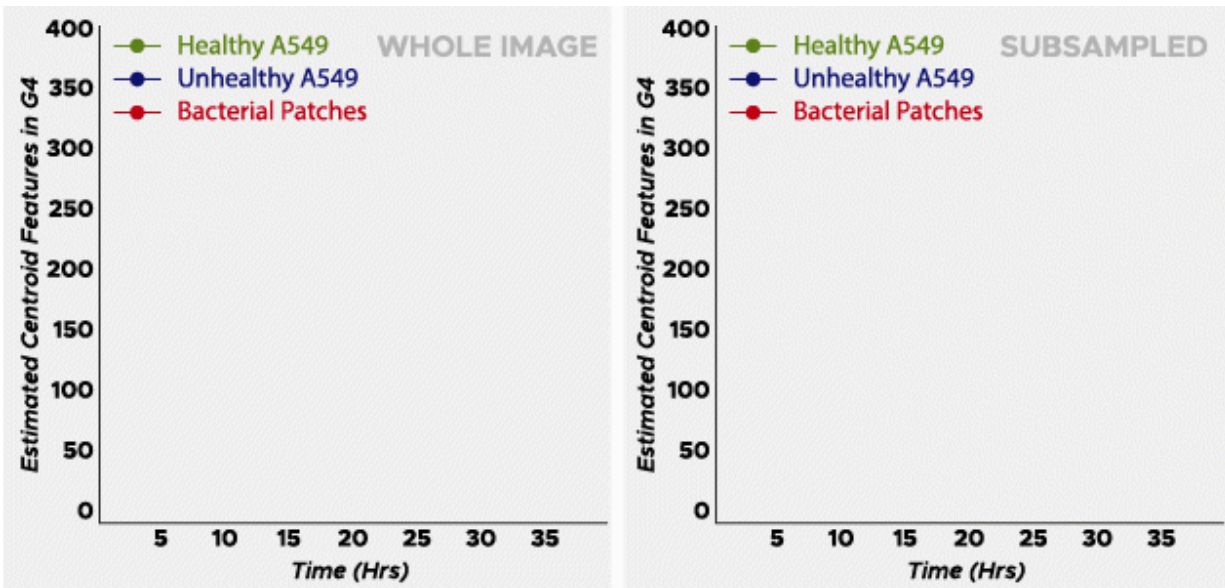 WHOLE IMAGE
Healthy A549
Unhealthy A549
Bacterial Patches
Estimated Centroid Features in G4
400
350
300
250
200
150
100
50
0
5 10 15 20 25 30 35
Time (Hrs)
SUBSAMPLED
Healthy A549
Unhealthy A549
Bacterial Patches
Estimated Centroid Features in G4
400
350
300
250
200
150
100
50
0
5 10 15 20 25 30 35
Time (Hrs)